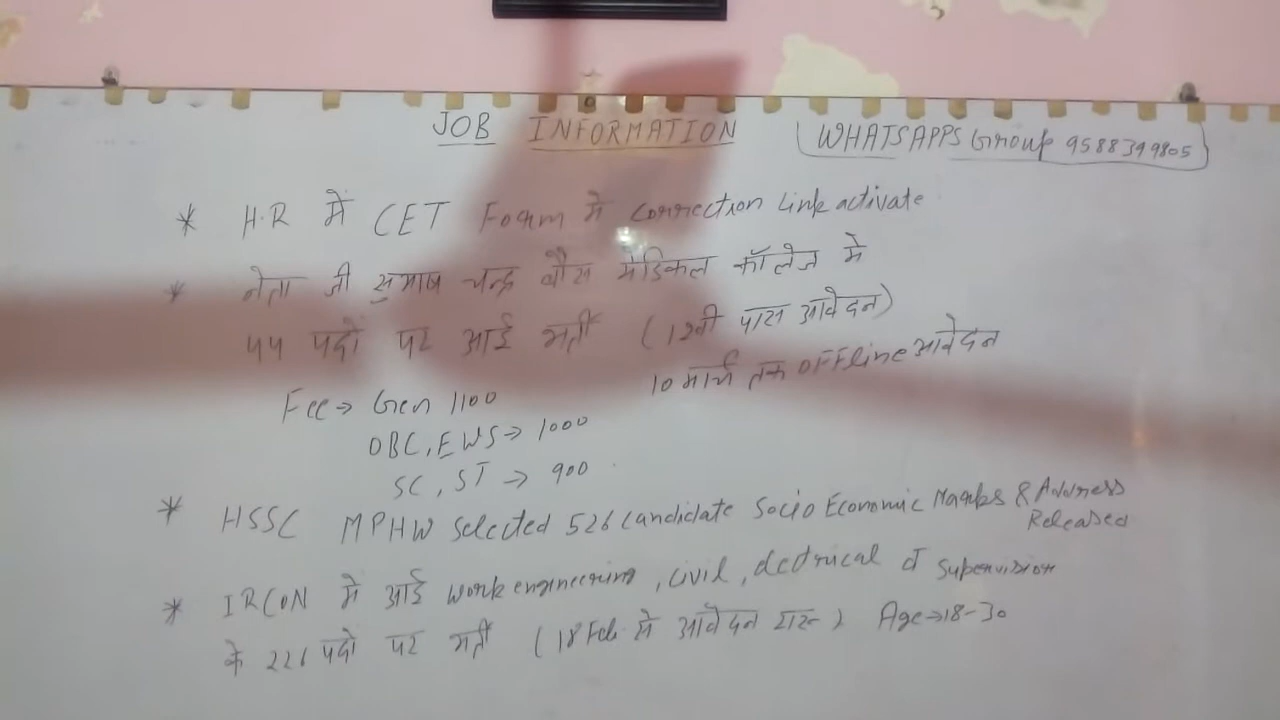 JOB INFORMATION
WHATSAPPS Group 9588399805
* H.R में CET Foam में correction Link activate
* नेता जी सुभाष चन्द्र बौस मेडिकल कॉलेज मे
पदो पर आई भर्ती (12वी पास आवेदन)
10 मार्च तक OFFline आवेदन
Fee → Gen 1100
OBC, EWS → 1000
SC, ST → 900
* HSSC MPHW selected 526 candidate Socio Economic Marks & Address
Released
* IRCON मे आई work engineering, civil, electrical व supervision
के 226 पदो पर भर्ती (18 Feb से आवेदन शुरू) Age → 18-30